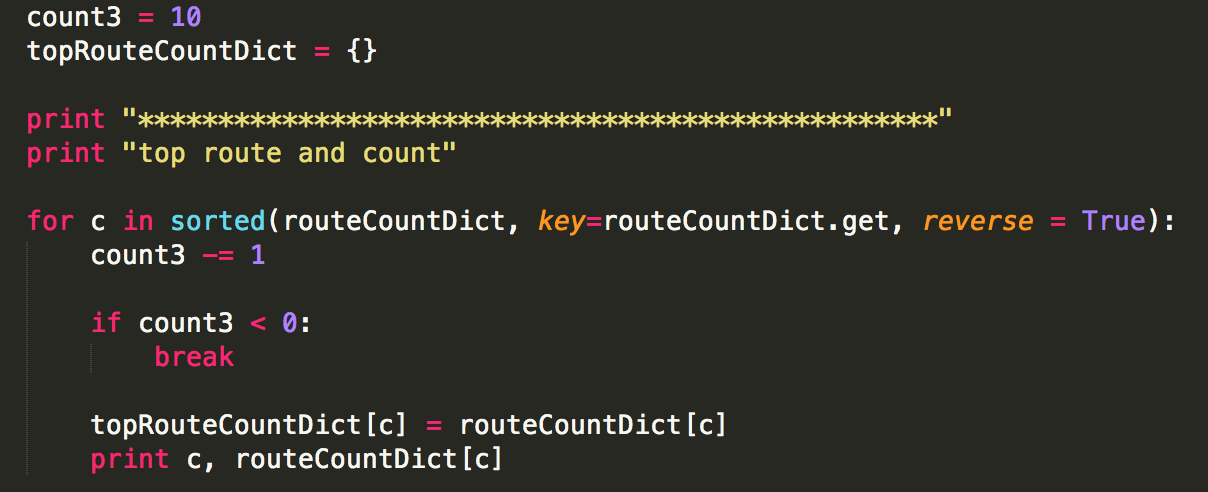 count3 = 10
topRouteCountDict = {}
print "**************************************************"
print "top route and count"
for c in sorted(routeCountDict, key=routeCountDict.get, reverse = True):
count3 -= 1
if count3 < 0:
break
topRouteCountDict[c] = routeCountDict[c]
print c, routeCountDict[c]